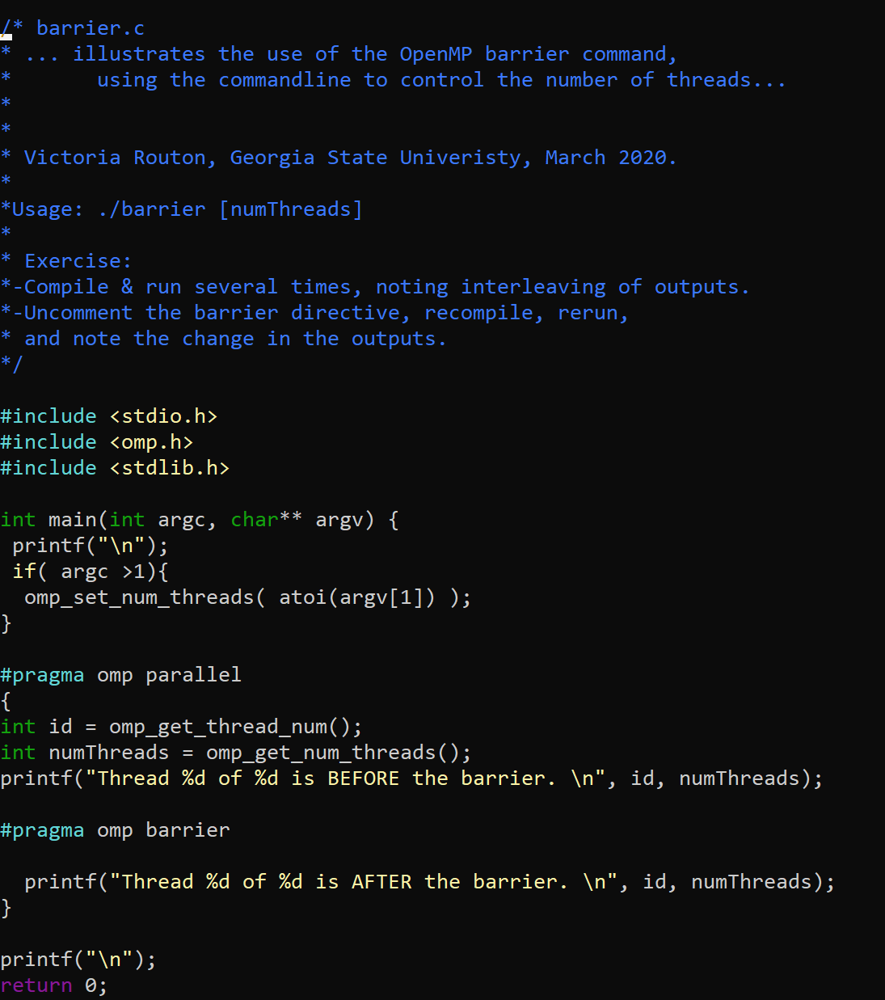 /* barrier.c
* ... illustrates the use of the OpenMP barrier command,
*       using the commandline to control the number of threads...
*
*
* Victoria Routon, Georgia State Univeristy, March 2020.
*
*Usage: ./barrier [numThreads]
*
* Exercise:
*-Compile & run several times, noting interleaving of outputs.
*-Uncomment the barrier directive, recompile, rerun,
* and note the change in the outputs.
*/

#include <stdio.h>
#include <omp.h>
#include <stdlib.h>

int main(int argc, char** argv) {
 printf("\n");
 if( argc >1){
  omp_set_num_threads( atoi(argv[1]) );
}

#pragma omp parallel
{
int id = omp_get_thread_num();
int numThreads = omp_get_num_threads();
printf("Thread %d of %d is BEFORE the barrier. \n", id, numThreads);

#pragma omp barrier

  printf("Thread %d of %d is AFTER the barrier. \n", id, numThreads);
}

printf("\n");
return 0;